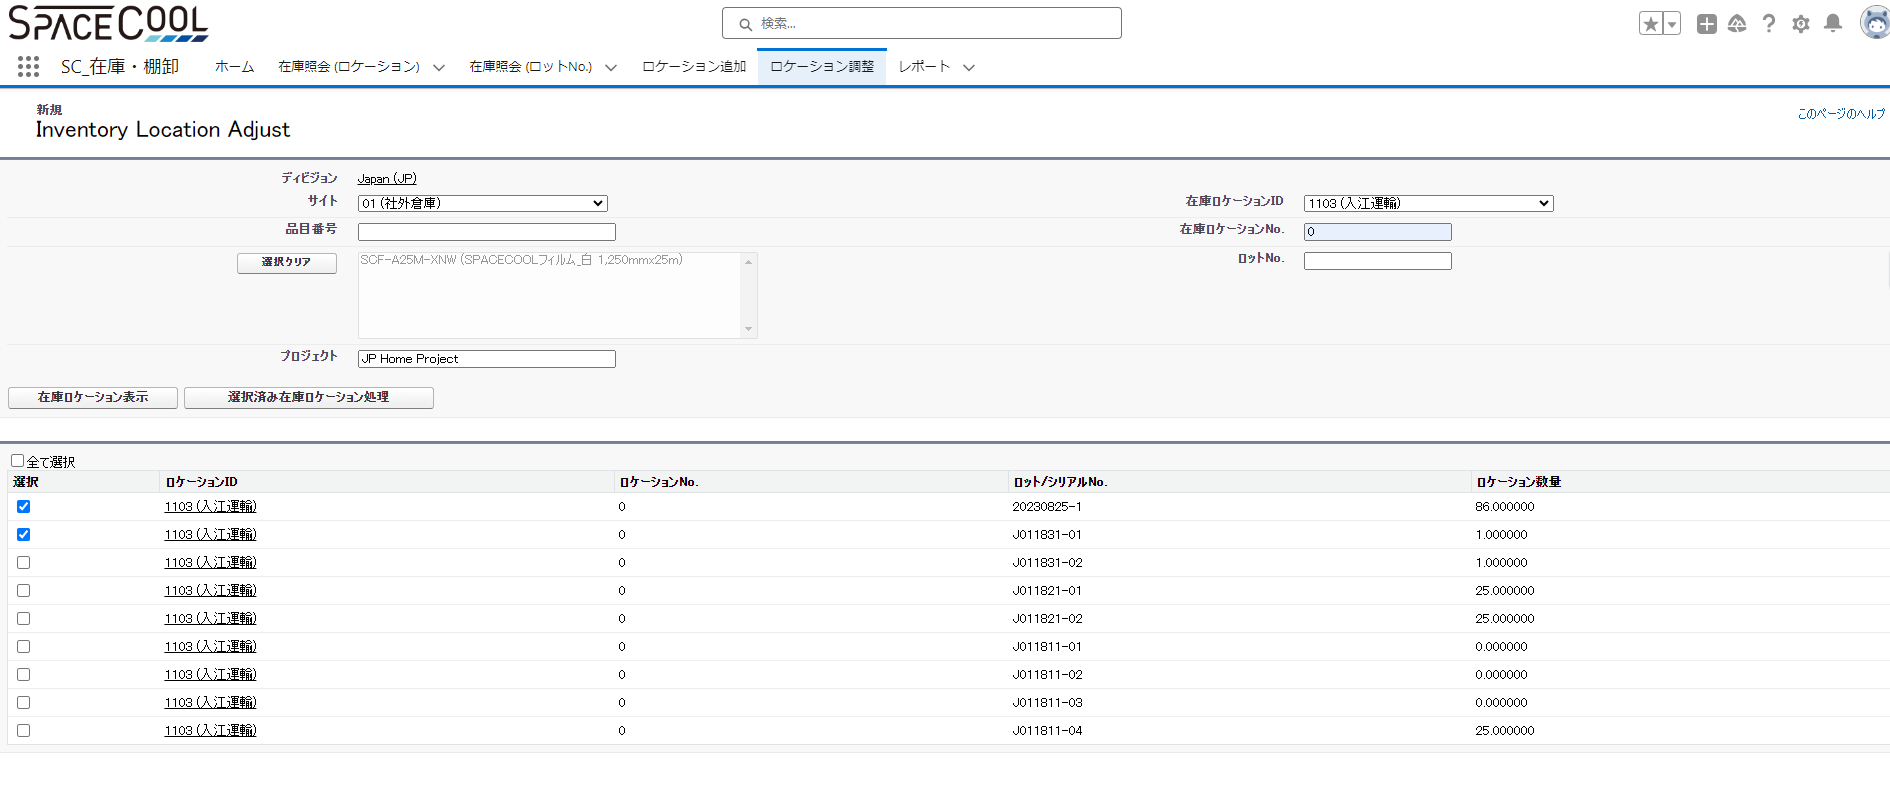 SPACECOOL
検索...
SC_在庫・棚卸 ホーム 在庫照会 (ロケーション) 在庫照会 (ロットNo.) ロケーション追加 ロケーション調整 レポート
新規
Inventory Location Adjust
このページのヘルプ
ディビジョン Japan (JP)
サイト 01 (社外倉庫) 在庫ロケーションID 1103 (入江運輸)
品目番号 在庫ロケーションNo. 0
選択クリア SCF-A25M-XNW (SPACECOOLフィルム_白 1,250mmx25m) ロットNo.
プロジェクト JP Home Project
在庫ロケーション表示 選択済み在庫ロケーション処理
全て選択
選択 ロケーションID ロケーションNo. ロット/シリアルNo. ロケーション数量
1103 (入江運輸) 0 20230825-1 86.000000
1103 (入江運輸) 0 J011831-01 1.000000
1103 (入江運輸) 0 J011831-02 1.000000
1103 (入江運輸) 0 J011821-01 25.000000
1103 (入江運輸) 0 J011821-02 25.000000
1103 (入江運輸) 0 J011811-01 0.000000
1103 (入江運輸) 0 J011811-02 0.000000
1103 (入江運輸) 0 J011811-03 0.000000
1103 (入江運輸) 0 J011811-04 25.000000